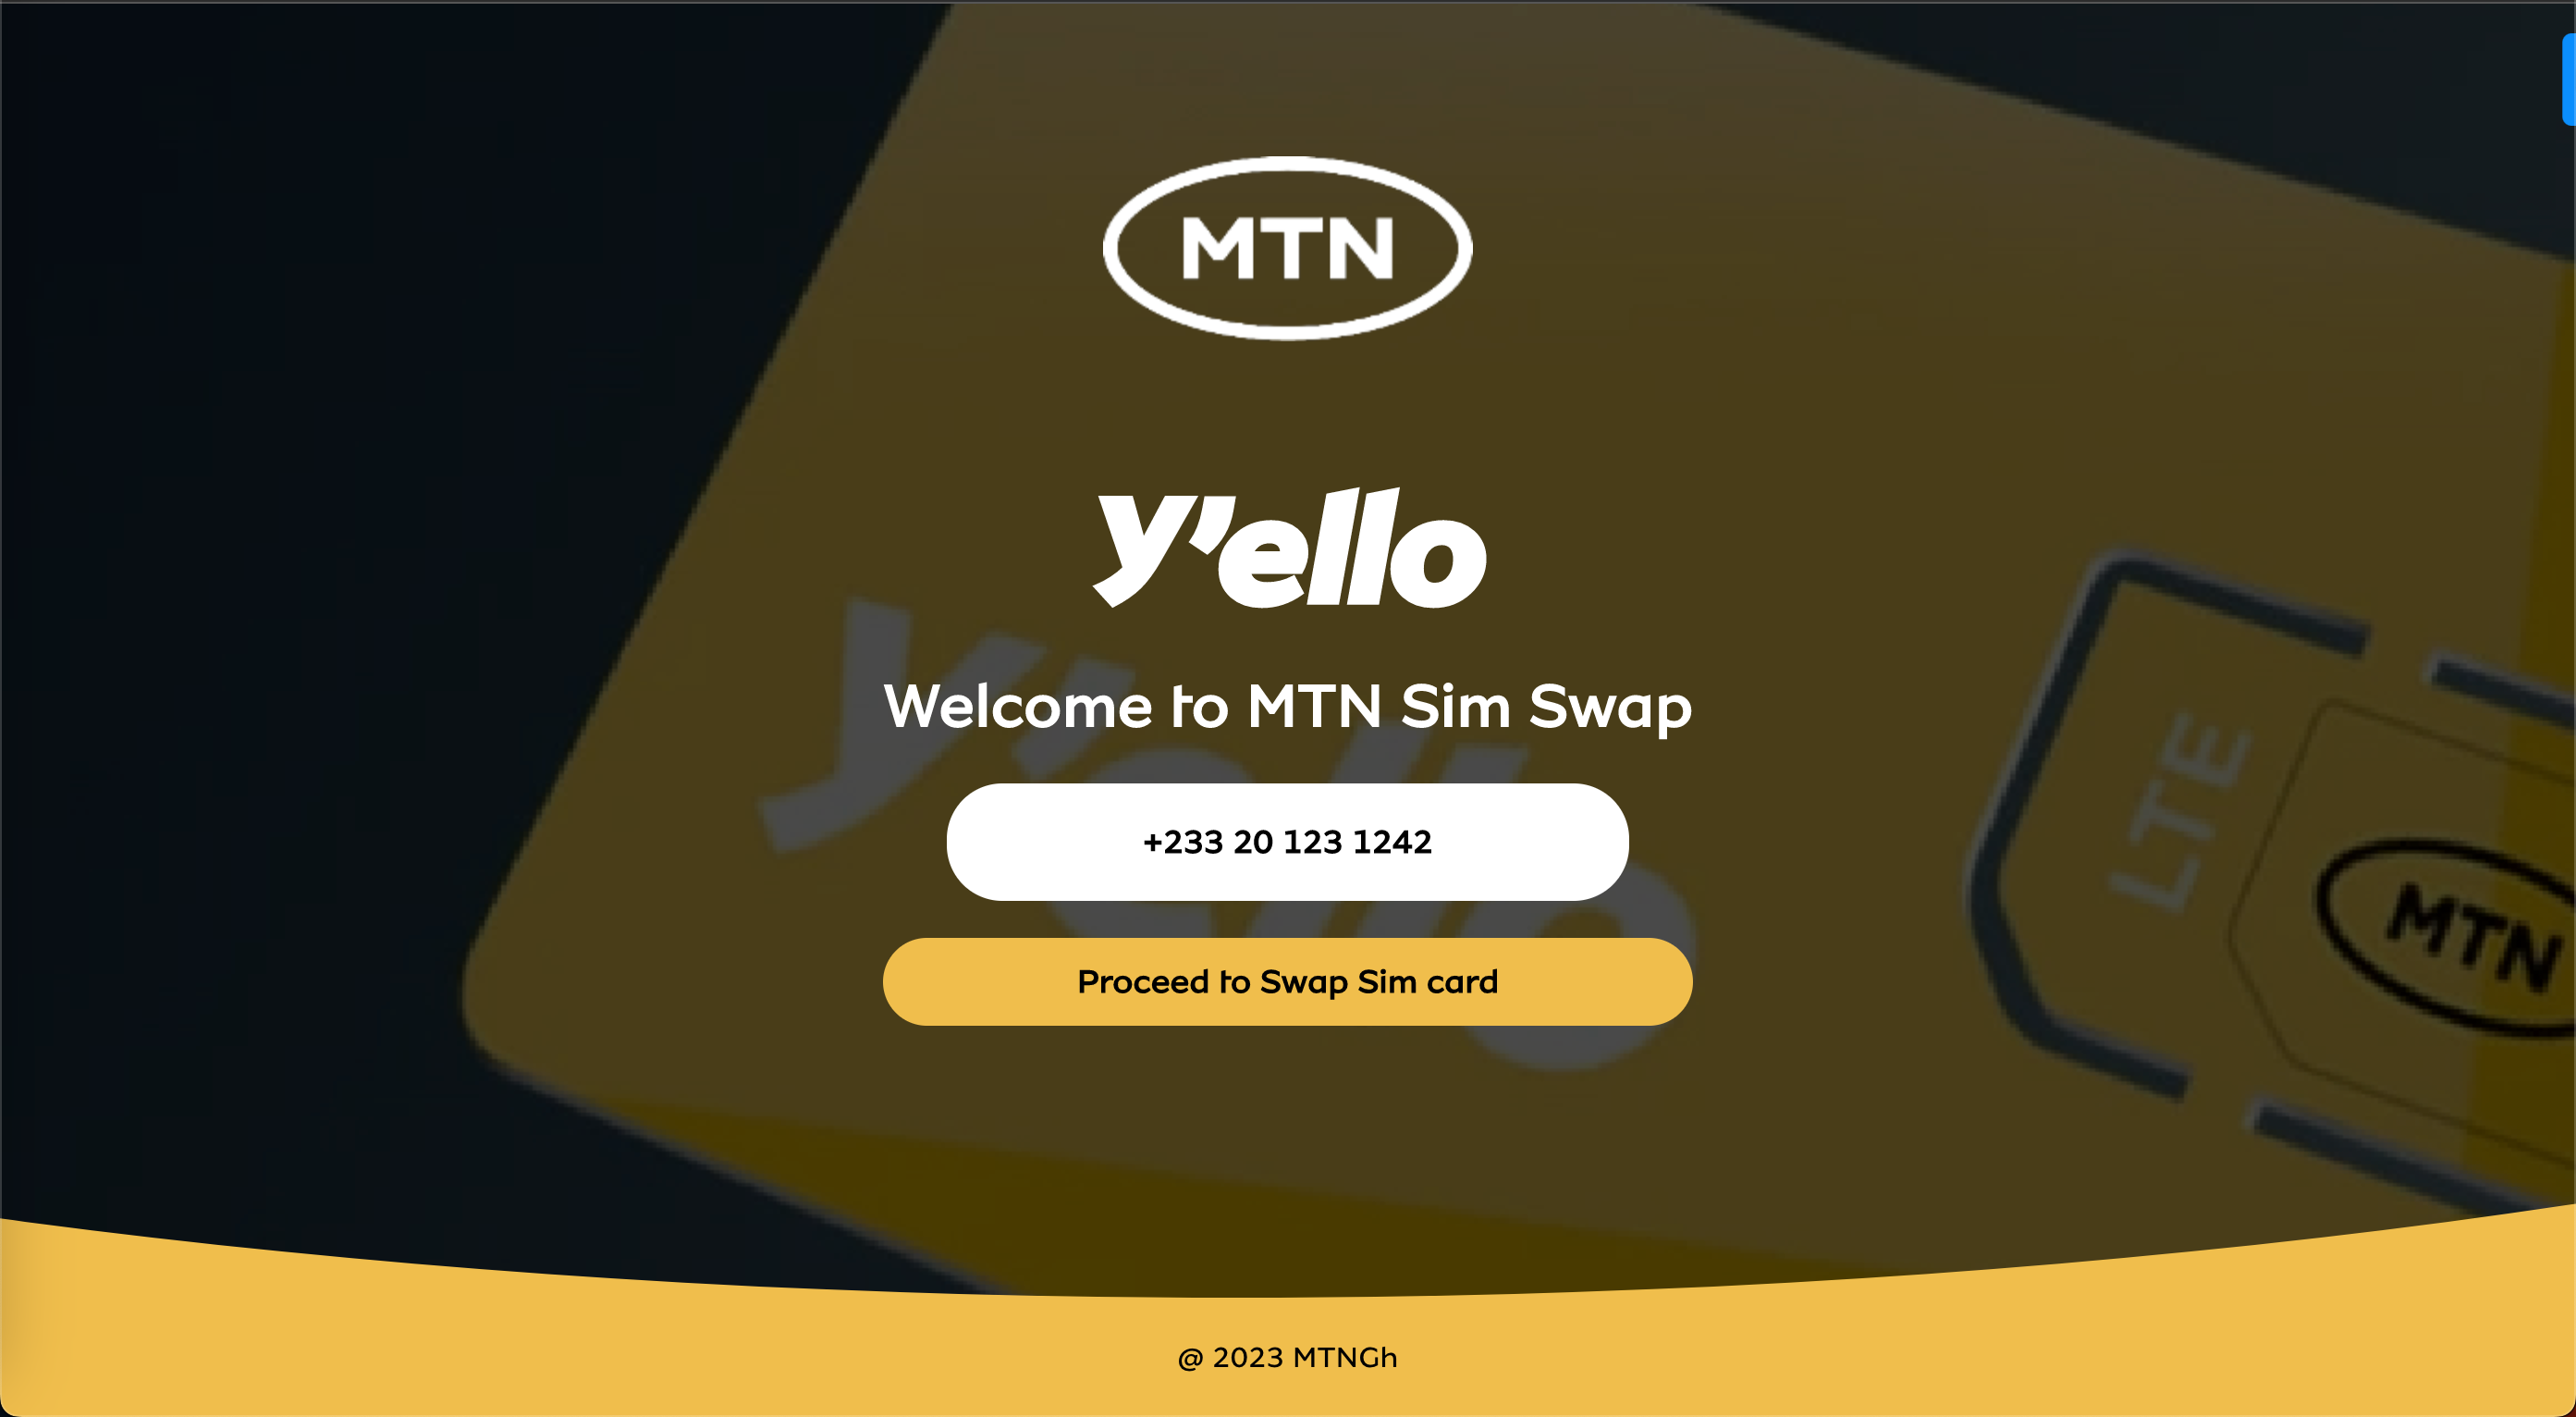 MTN
y'ello
Welcome to MTN Sim Swap
y'ello
+233 20 123 1242
LTE
MTN
Proceed to Swap Sim card
@ 2023 MTNGh